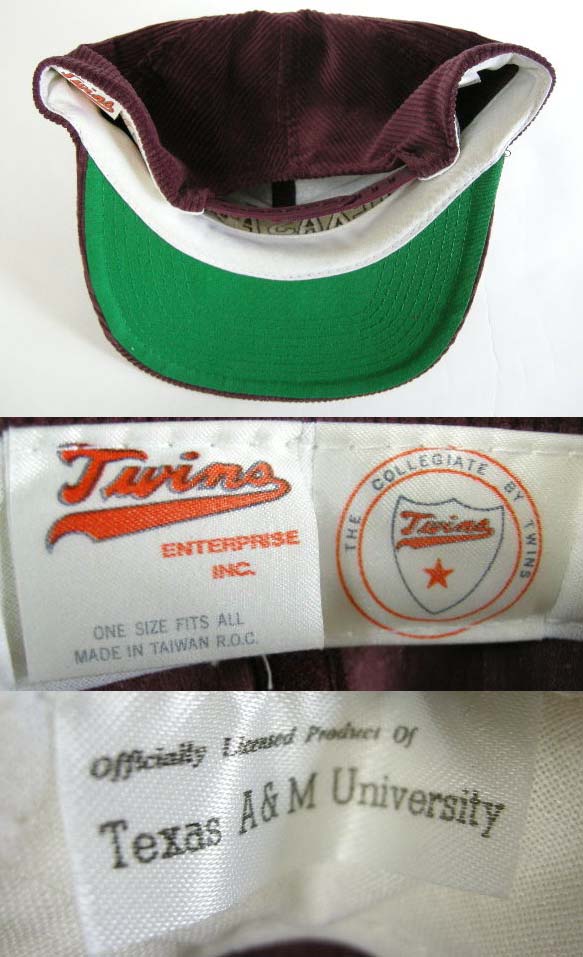 Twins
Twins
ENTERPRISE
INC.
ONE SIZE FITS ALL
MADE IN TAIWAN R.O.C.
THE COLLEGIATE BY TWINS
Twins
Officially Licensed Product Of
Texas A&M University